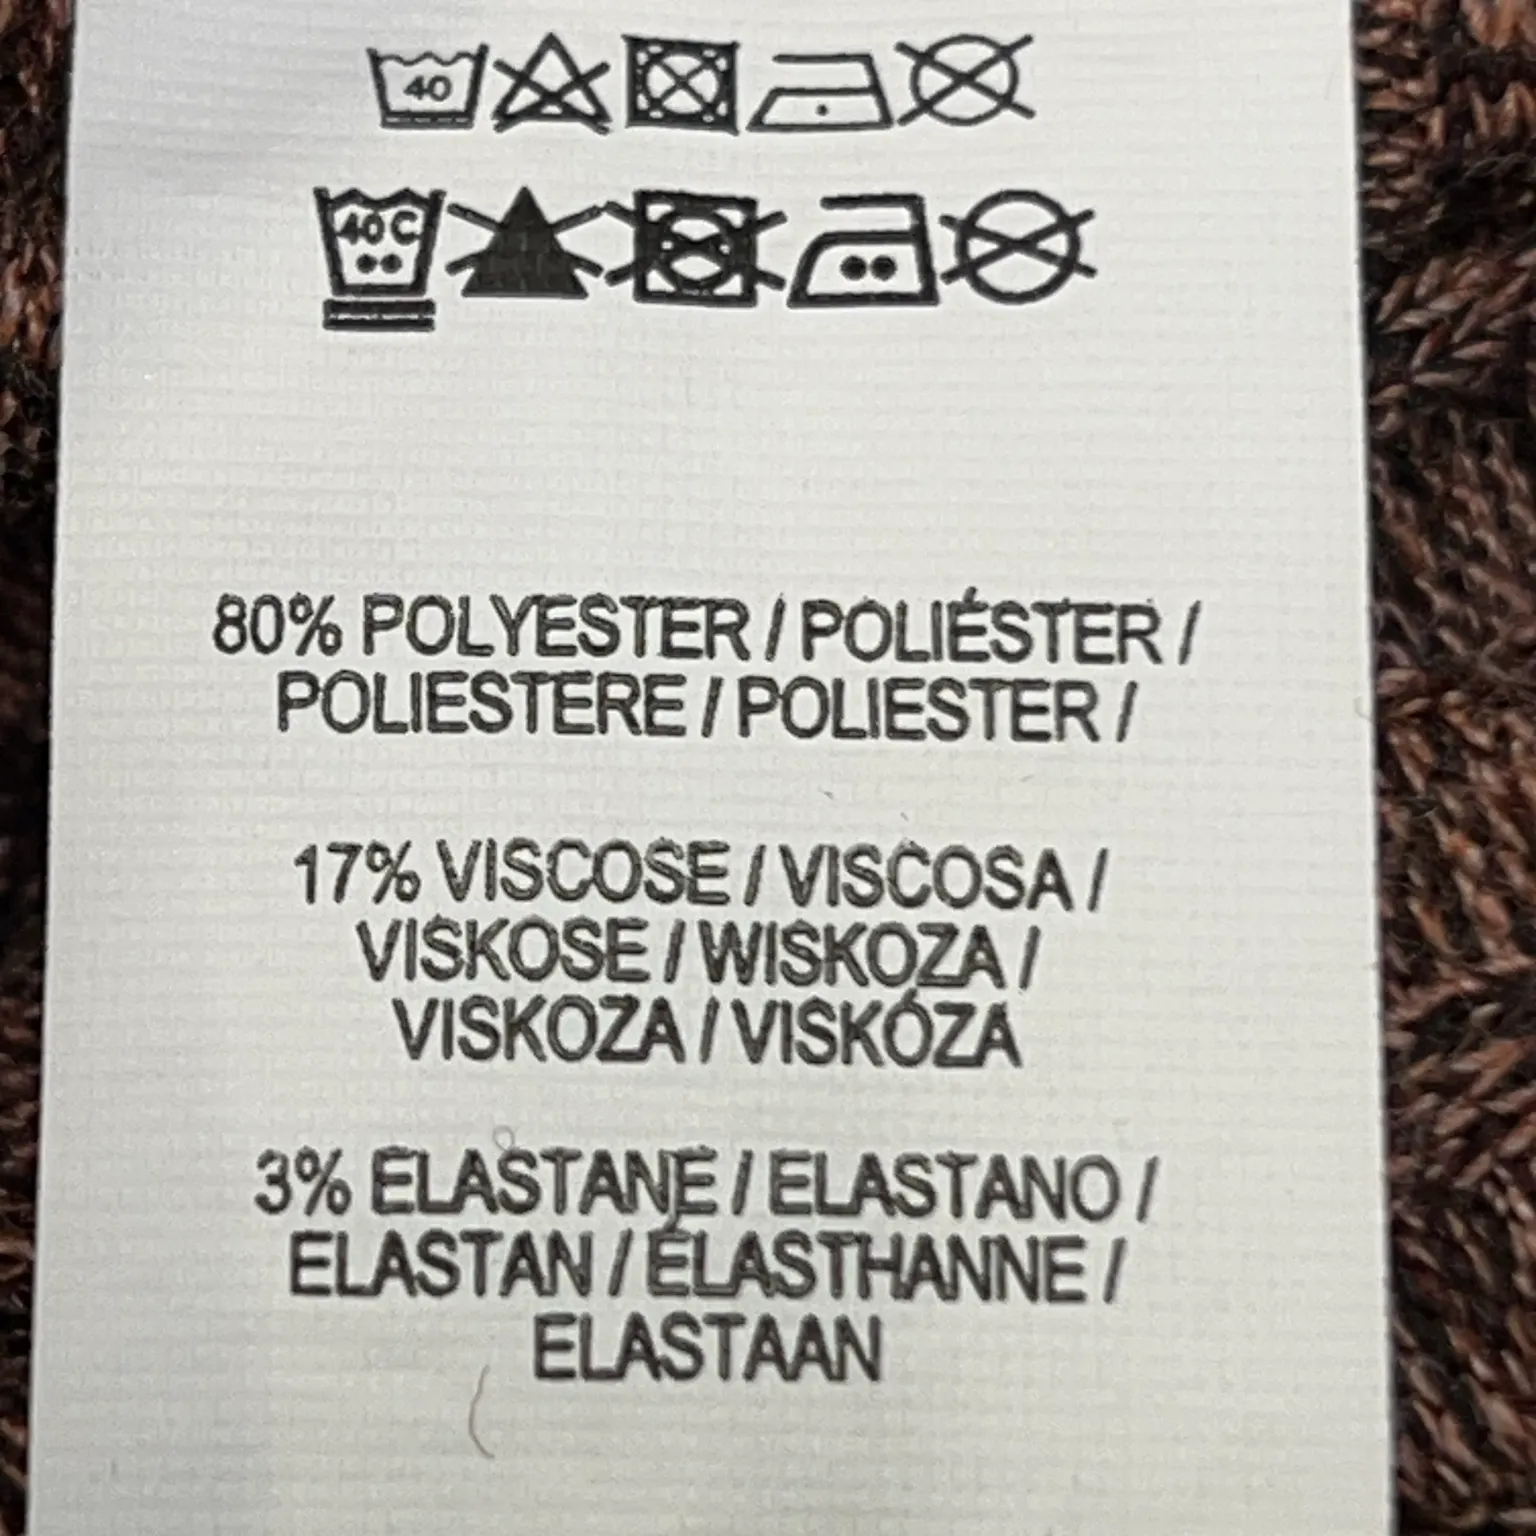 40
40 C
80% POLYESTER / POLIÉSTER /
POLIESTERE / POLIESTER /
17% VISCOSE / VISCOSA /
VISKOSE / WISKOZA /
VISKOZA / VISKÓZA
3% ELASTANE / ELASTANO /
ELASTAN / ÉLASTHANNE /
ELASTAAN